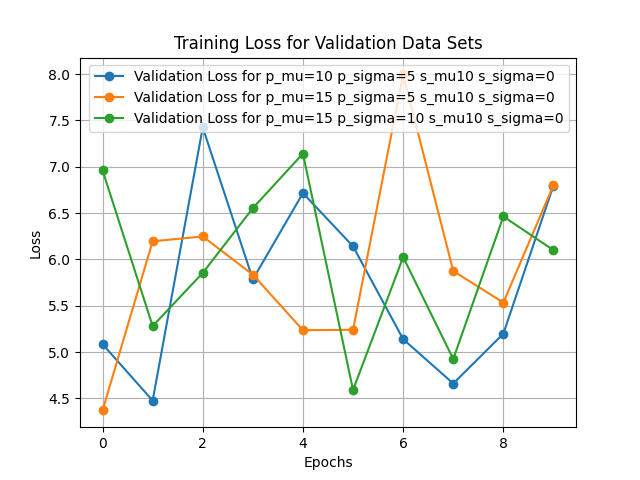 Training Loss for Validation Data Sets
Validation Loss for p_mu=10 p_sigma=5 s_mu10 s_sigma=0
Validation Loss for p_mu=15 p_sigma=5 s_mu10 s_sigma=0
Validation Loss for p_mu=15 p_sigma=10 s_mu10 s_sigma=0
8.0
7.5
7.0
6.5
6.0
5.5
5.0
4.5
Loss
0 2 4 6 8
Epochs